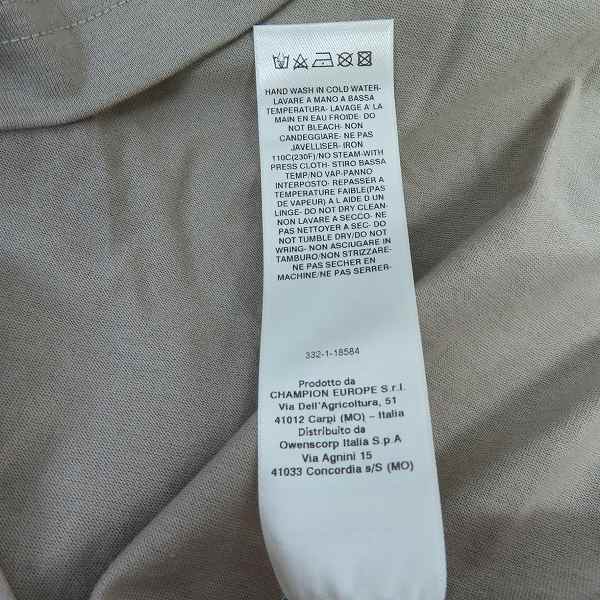 HAND WASH IN COLD WATER-
LAVARE A MANO A BASSA
TEMPERATURA- LAVAGE A' LA
MAIN EN EAU FROIDE- DO
NOT BLEACH- NON
CANDEGGIARE- NE PAS
JAVELLISER- IRON
110C(230F)/NO STEAM-WITH
PRESS CLOTH- STIRO BASSA
TEMP/NO VAP-PANNO
INTERPOSTO- REPASSER A
TEMPERATURE FAIBLE(PAS
DE VAPEUR) A L AIDE D UN
LINGE- DO NOT DRY CLEAN-
NON LAVARE A SECCO- NE
PAS NETTOYER A SEC- DO
NOT TUMBLE DRY/DO NOT
WRING- NON ASCIUGARE IN
TAMBURO/NON STRIZZARE-
NE PAS SECHER EN
MACHINE/NE PAS SERRER-
332-1-18584
Prodotto da
CHAMPION EUROPE S.r.l.
Via Dell'Agricoltura, 51
41012 Carpi (MO) – Italia
Distribuito da
Owenscorp Italia S.p.A
Via Agnini 15
41033 Concordia s/S (MO)